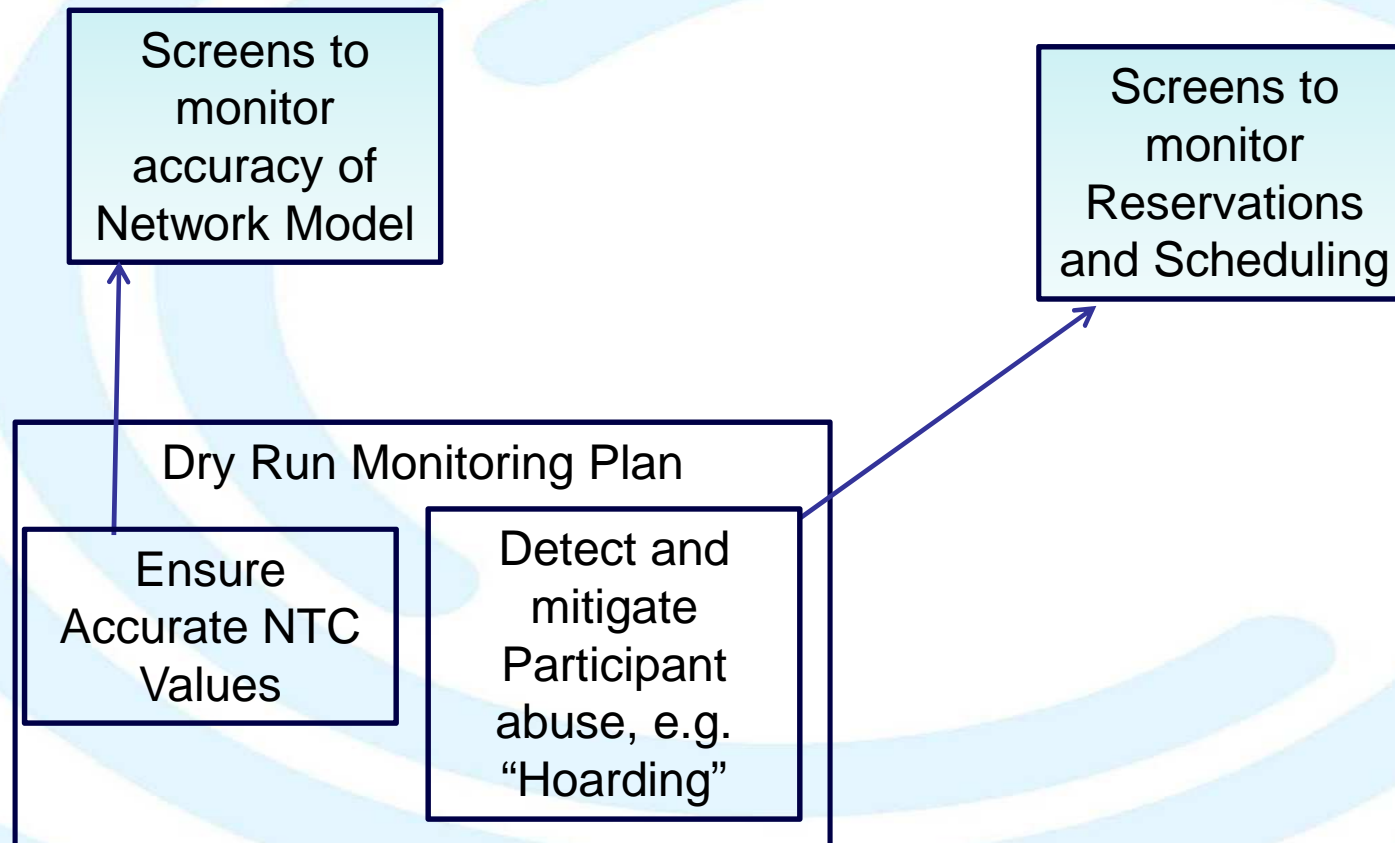 Screens to
monitor
accuracy of
Network Model
Screens to
monitor
Reservations
and Scheduling
Dry Run Monitoring Plan
Ensure
Accurate NTC
Values
Detect and
mitigate
Participant
abuse, e.g.
“Hoarding”